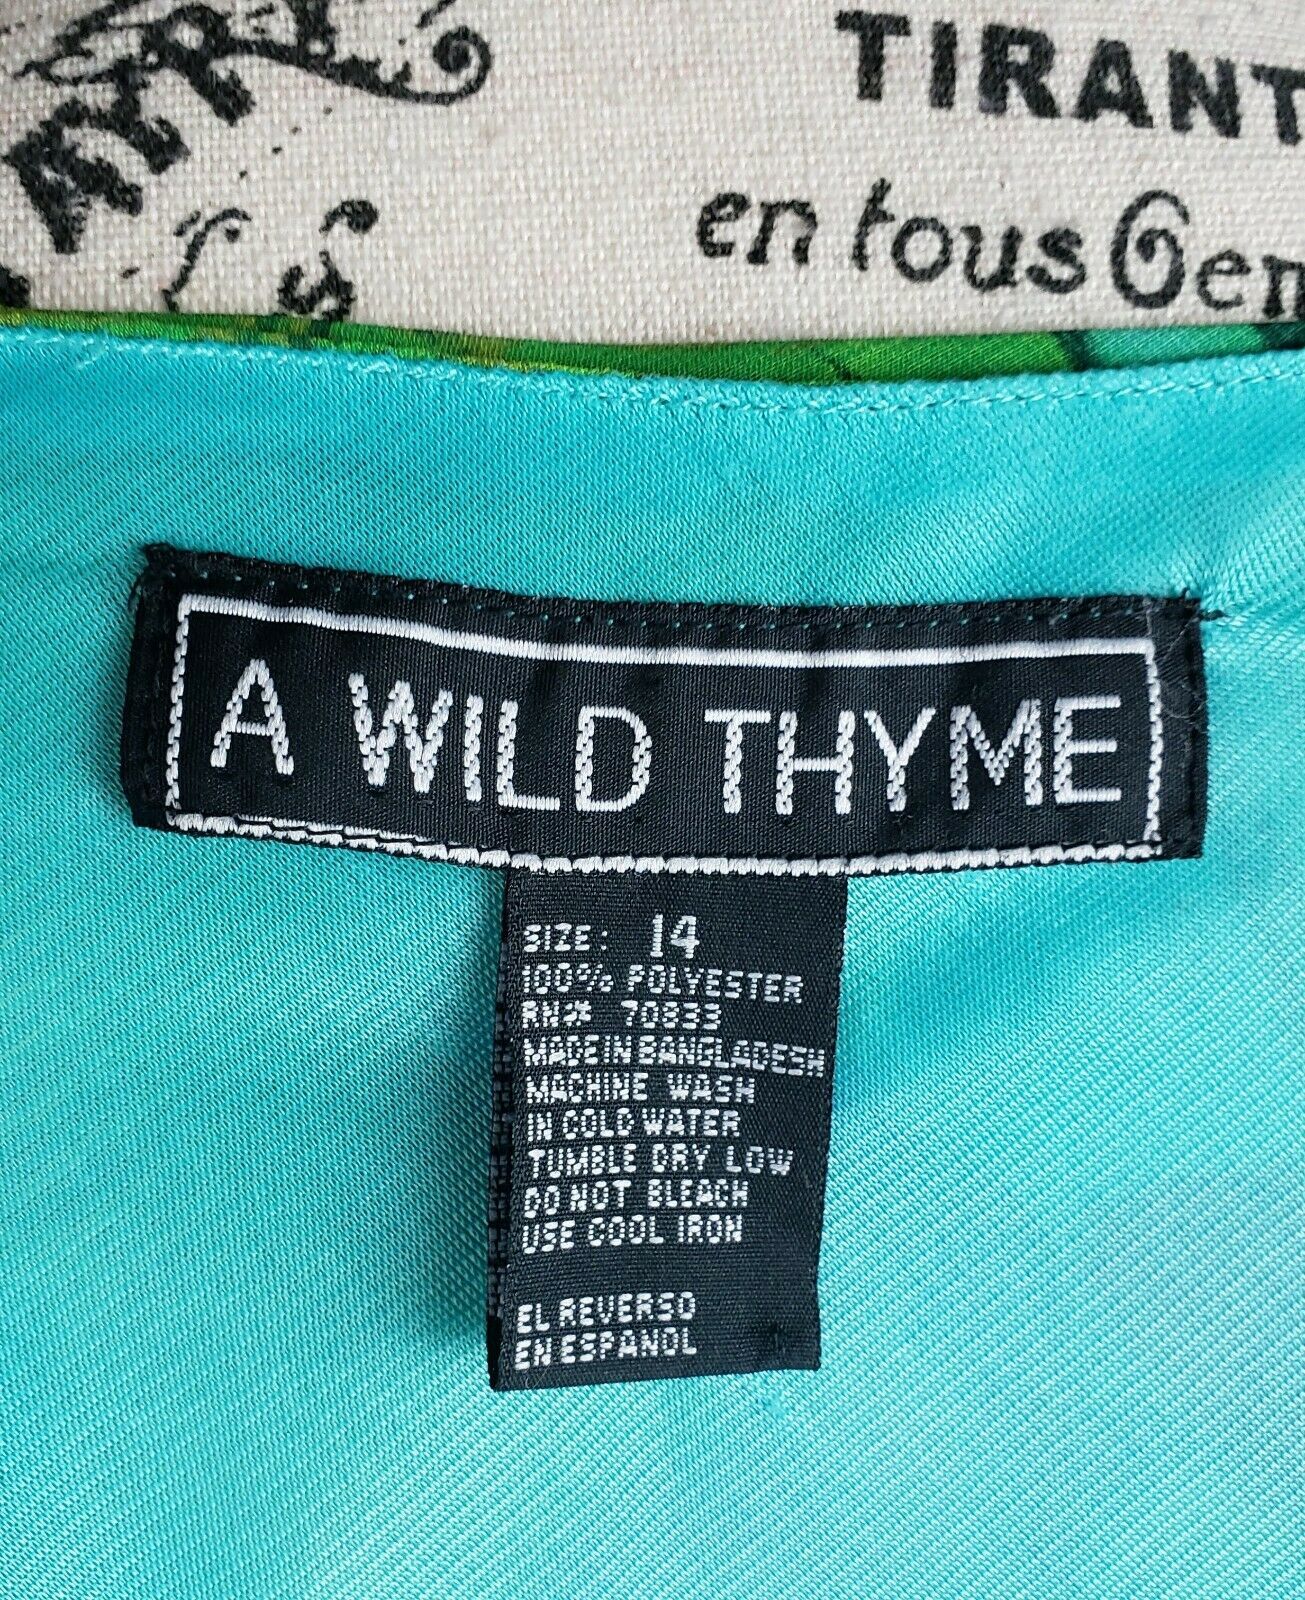 TIRANT
en tous Gen
A WILD THYME
SIZE: 14
100% POLYESTER
RN# 70833
MADE IN BANGLADESH
MACHINE WASH
IN COLD WATER
TUMBLE DRY LOW
DO NOT BLEACH
USE COOL IRON
EL REVERSO
EN ESPANOL